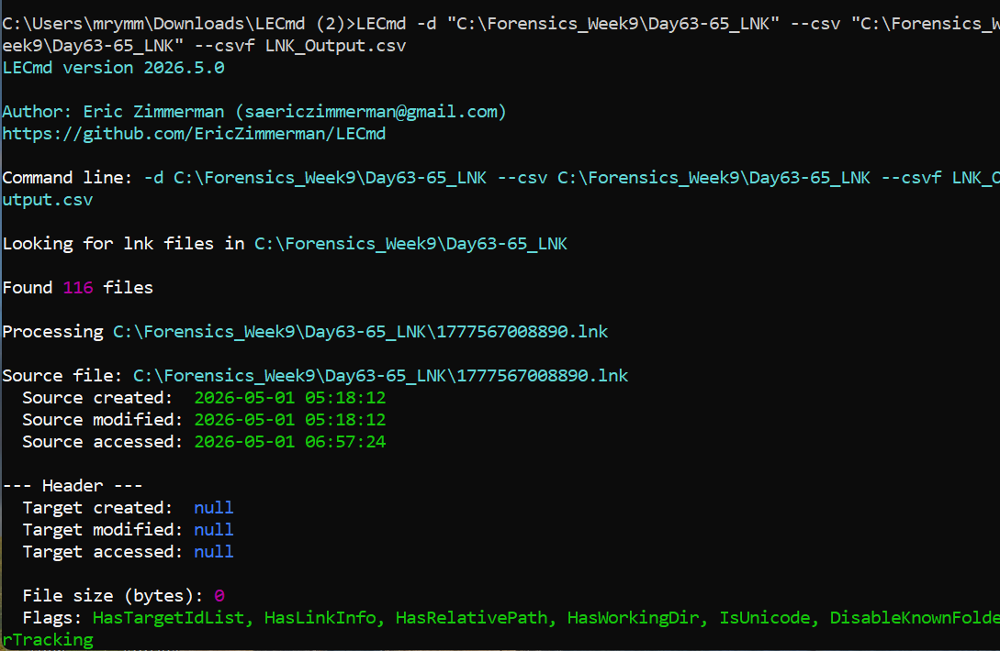 C:\Users\mrymm\Downloads\LECmd (2)>LECmd -d "C:\Forensics_Week9\Day63-65_LNK" --csv "C:\Forensics_W
eek9\Day63-65_LNK" --csvf LNK_Output.csv
LECmd version 2026.5.0
Author: Eric Zimmerman (saericzimmerman@gmail.com)
https://github.com/EricZimmerman/LECmd
Command line: -d C:\Forensics_Week9\Day63-65_LNK --csv C:\Forensics_Week9\Day63-65_LNK --csvf LNK_O
utput.csv
Looking for lnk files in C:\Forensics_Week9\Day63-65_LNK
Found 116 files
Processing C:\Forensics_Week9\Day63-65_LNK\1777567008890.lnk
Source file: C:\Forensics_Week9\Day63-65_LNK\1777567008890.lnk
  Source created:  2026-05-01 05:18:12
  Source modified: 2026-05-01 05:18:12
  Source accessed: 2026-05-01 06:57:24
--- Header ---
  Target created:  null
  Target modified: null
  Target accessed: null
  File size (bytes): 0
  Flags: HasTargetIdList, HasLinkInfo, HasRelativePath, HasWorkingDir, IsUnicode, DisableKnownFolde
rTracking